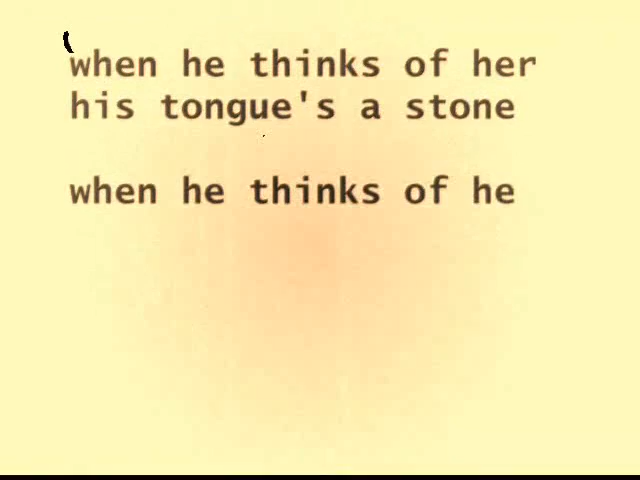 when he thinks of her
his tongue's a stone
when he thinks of he